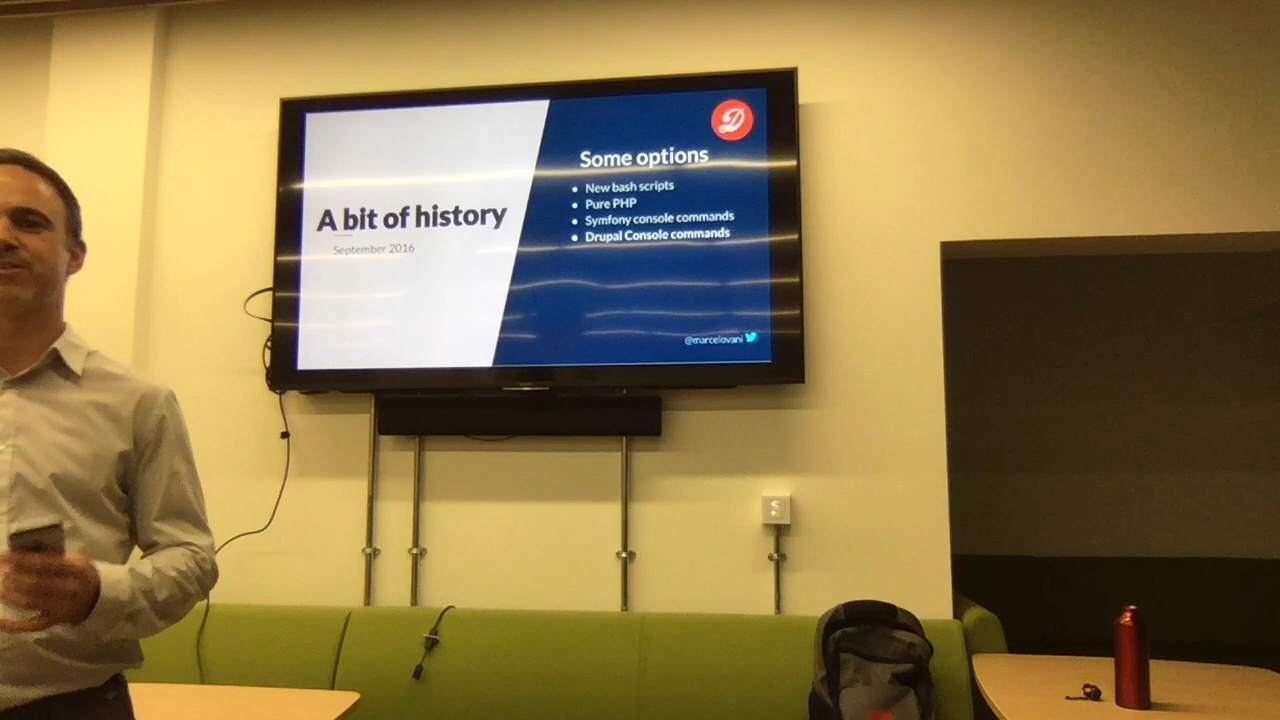 A bit of history
September 2016
D
Some options
New bash scripts
Pure PHP
Symfony console commands
Drupal Console commands
@marcelovani